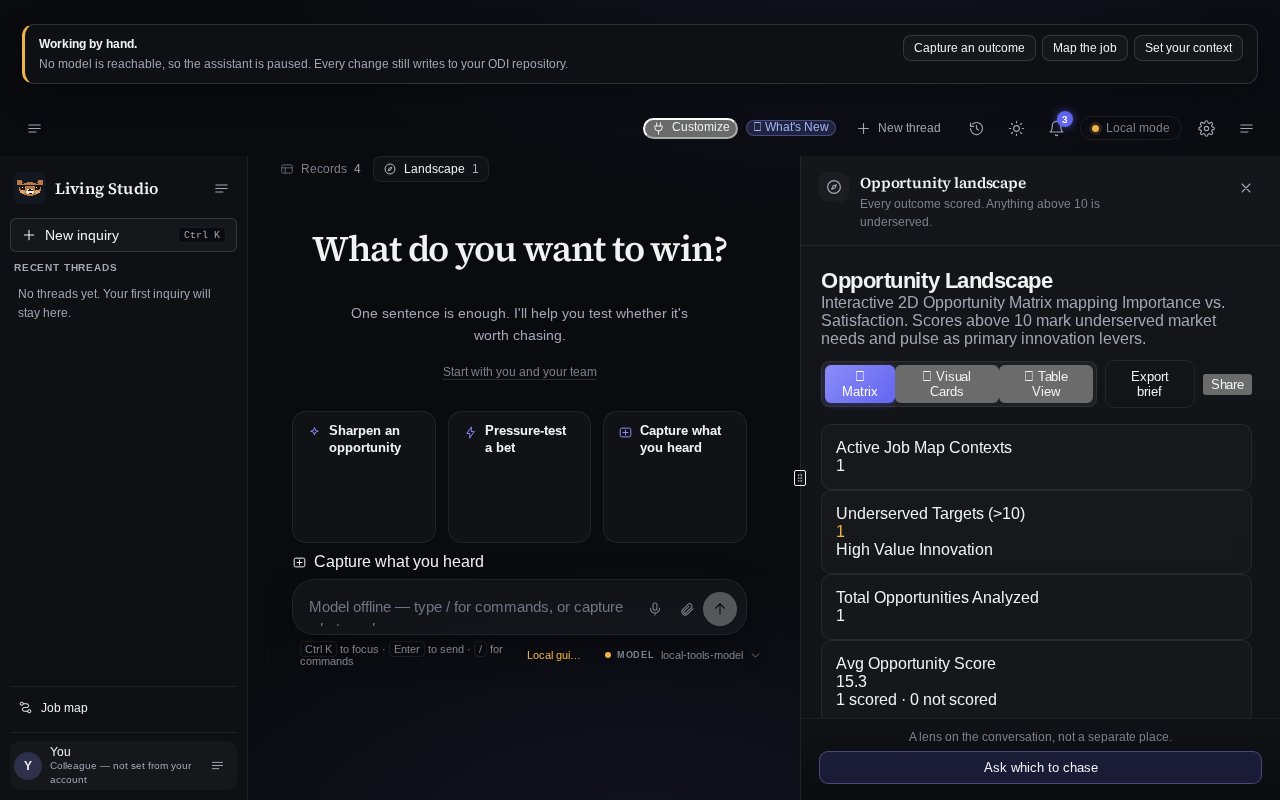 Working by hand.
No model is reachable, so the assistant is paused. Every change still writes to your ODI repository.
Capture an outcome
Map the job
Set your context
Customize
What's New
New thread
3
Local mode
Living Studio
New inquiry
Ctrl K
RECENT THREADS
No threads yet. Your first inquiry will
stay here.
Job map
Y
You
Colleague — not set from your
account
Records 4
Landscape 1
What do you want to win?
One sentence is enough. I'll help you test whether it's
worth chasing.
Start with you and your team
Sharpen an
opportunity
Pressure-test
a bet
Capture what
you heard
Capture what you heard
Model offline — type / for commands, or capture
Ctrl K to focus · Enter to send · / for
commands
Local gui…
MODEL local-tools-model
Opportunity landscape
Every outcome scored. Anything above 10 is
underserved.
Opportunity Landscape
Interactive 2D Opportunity Matrix mapping Importance vs.
Satisfaction. Scores above 10 mark underserved market
needs and pulse as primary innovation levers.
Matrix
Visual
Cards
Table
View
Export
brief
Share
Active Job Map Contexts
1
Underserved Targets (>10)
1
High Value Innovation
Total Opportunities Analyzed
1
Avg Opportunity Score
15.3
1 scored · 0 not scored
A lens on the conversation, not a separate place.
Ask which to chase